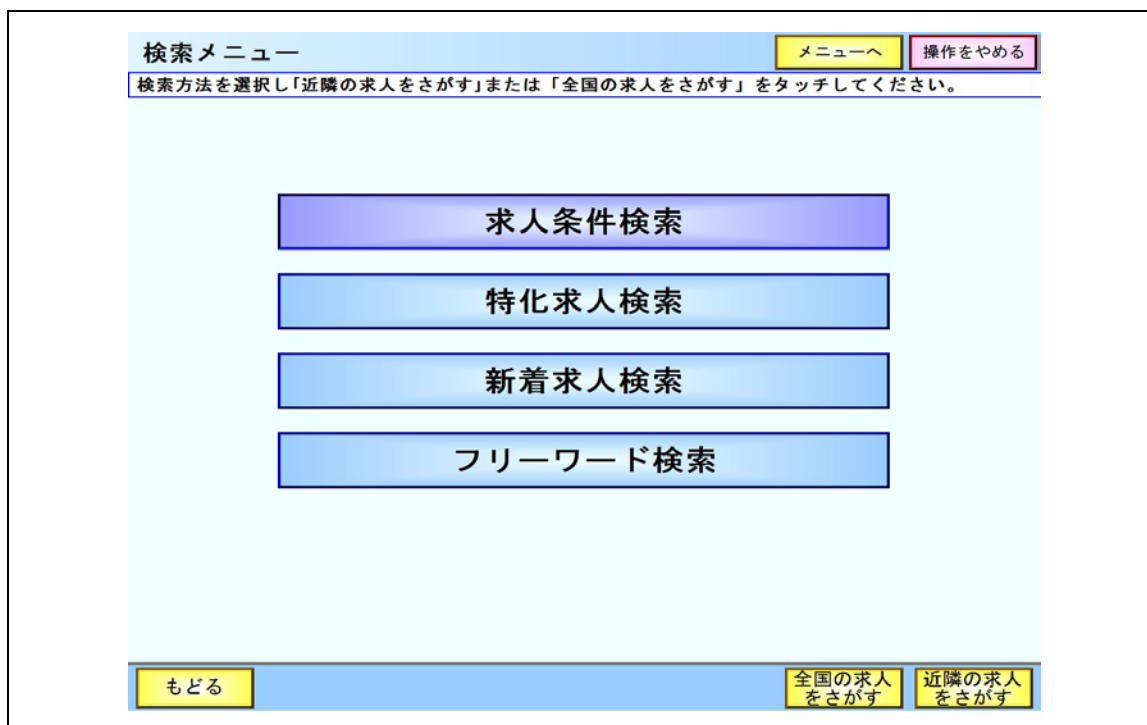 検索メニュー
メニューへ
操作をやめる
検索方法を選択し「近隣の求人をさがす」または「全国の求人をさがす」をタッチしてください。
求人条件検索
特化求人検索
新着求人検索
フリーワード検索
もどる
全国の求人
をさがす
近隣の求人
をさがす